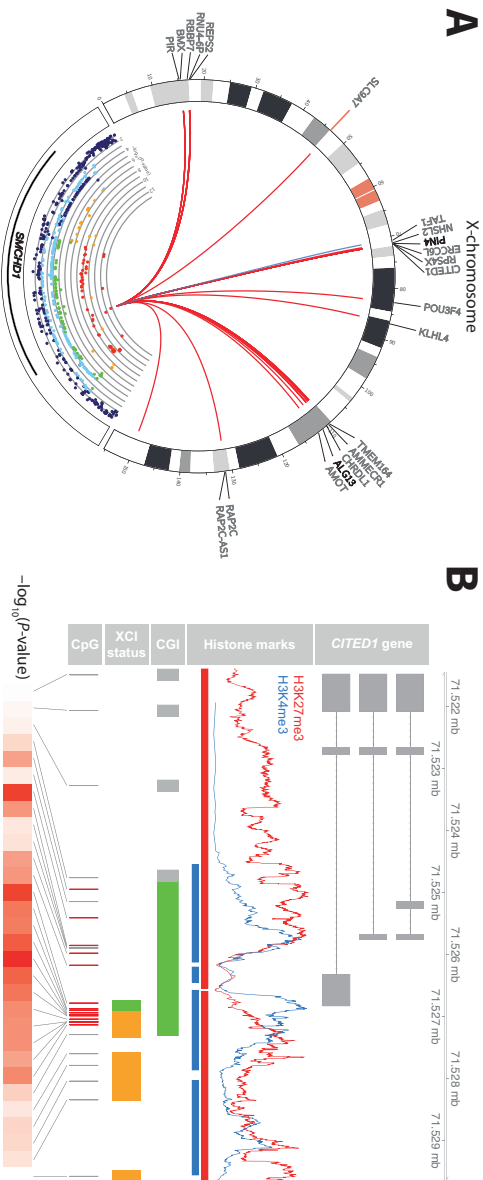 A
X-chromosome
REPS2
RNU4-6P
RBBP7
BMX
PIR
SLC9A7
TAF1
NHSL2
PIN4
ERCC6L
RPS4X
CITED1
POU3F4
KLHL4
TMEM164
AMMECR1
CHRDL1
ALG13
AMOT
RAP2C
RAP2C-AS1
SMCHD1
B
71.522 mb
71.523 mb
71.524 mb
71.525 mb
71.526 mb
71.527 mb
71.528 mb
71.529 mb
CITED1 gene
Histone marks
H3K27me3
H3K4me3
CGI
XCI status
CpG
−log10(P-value)